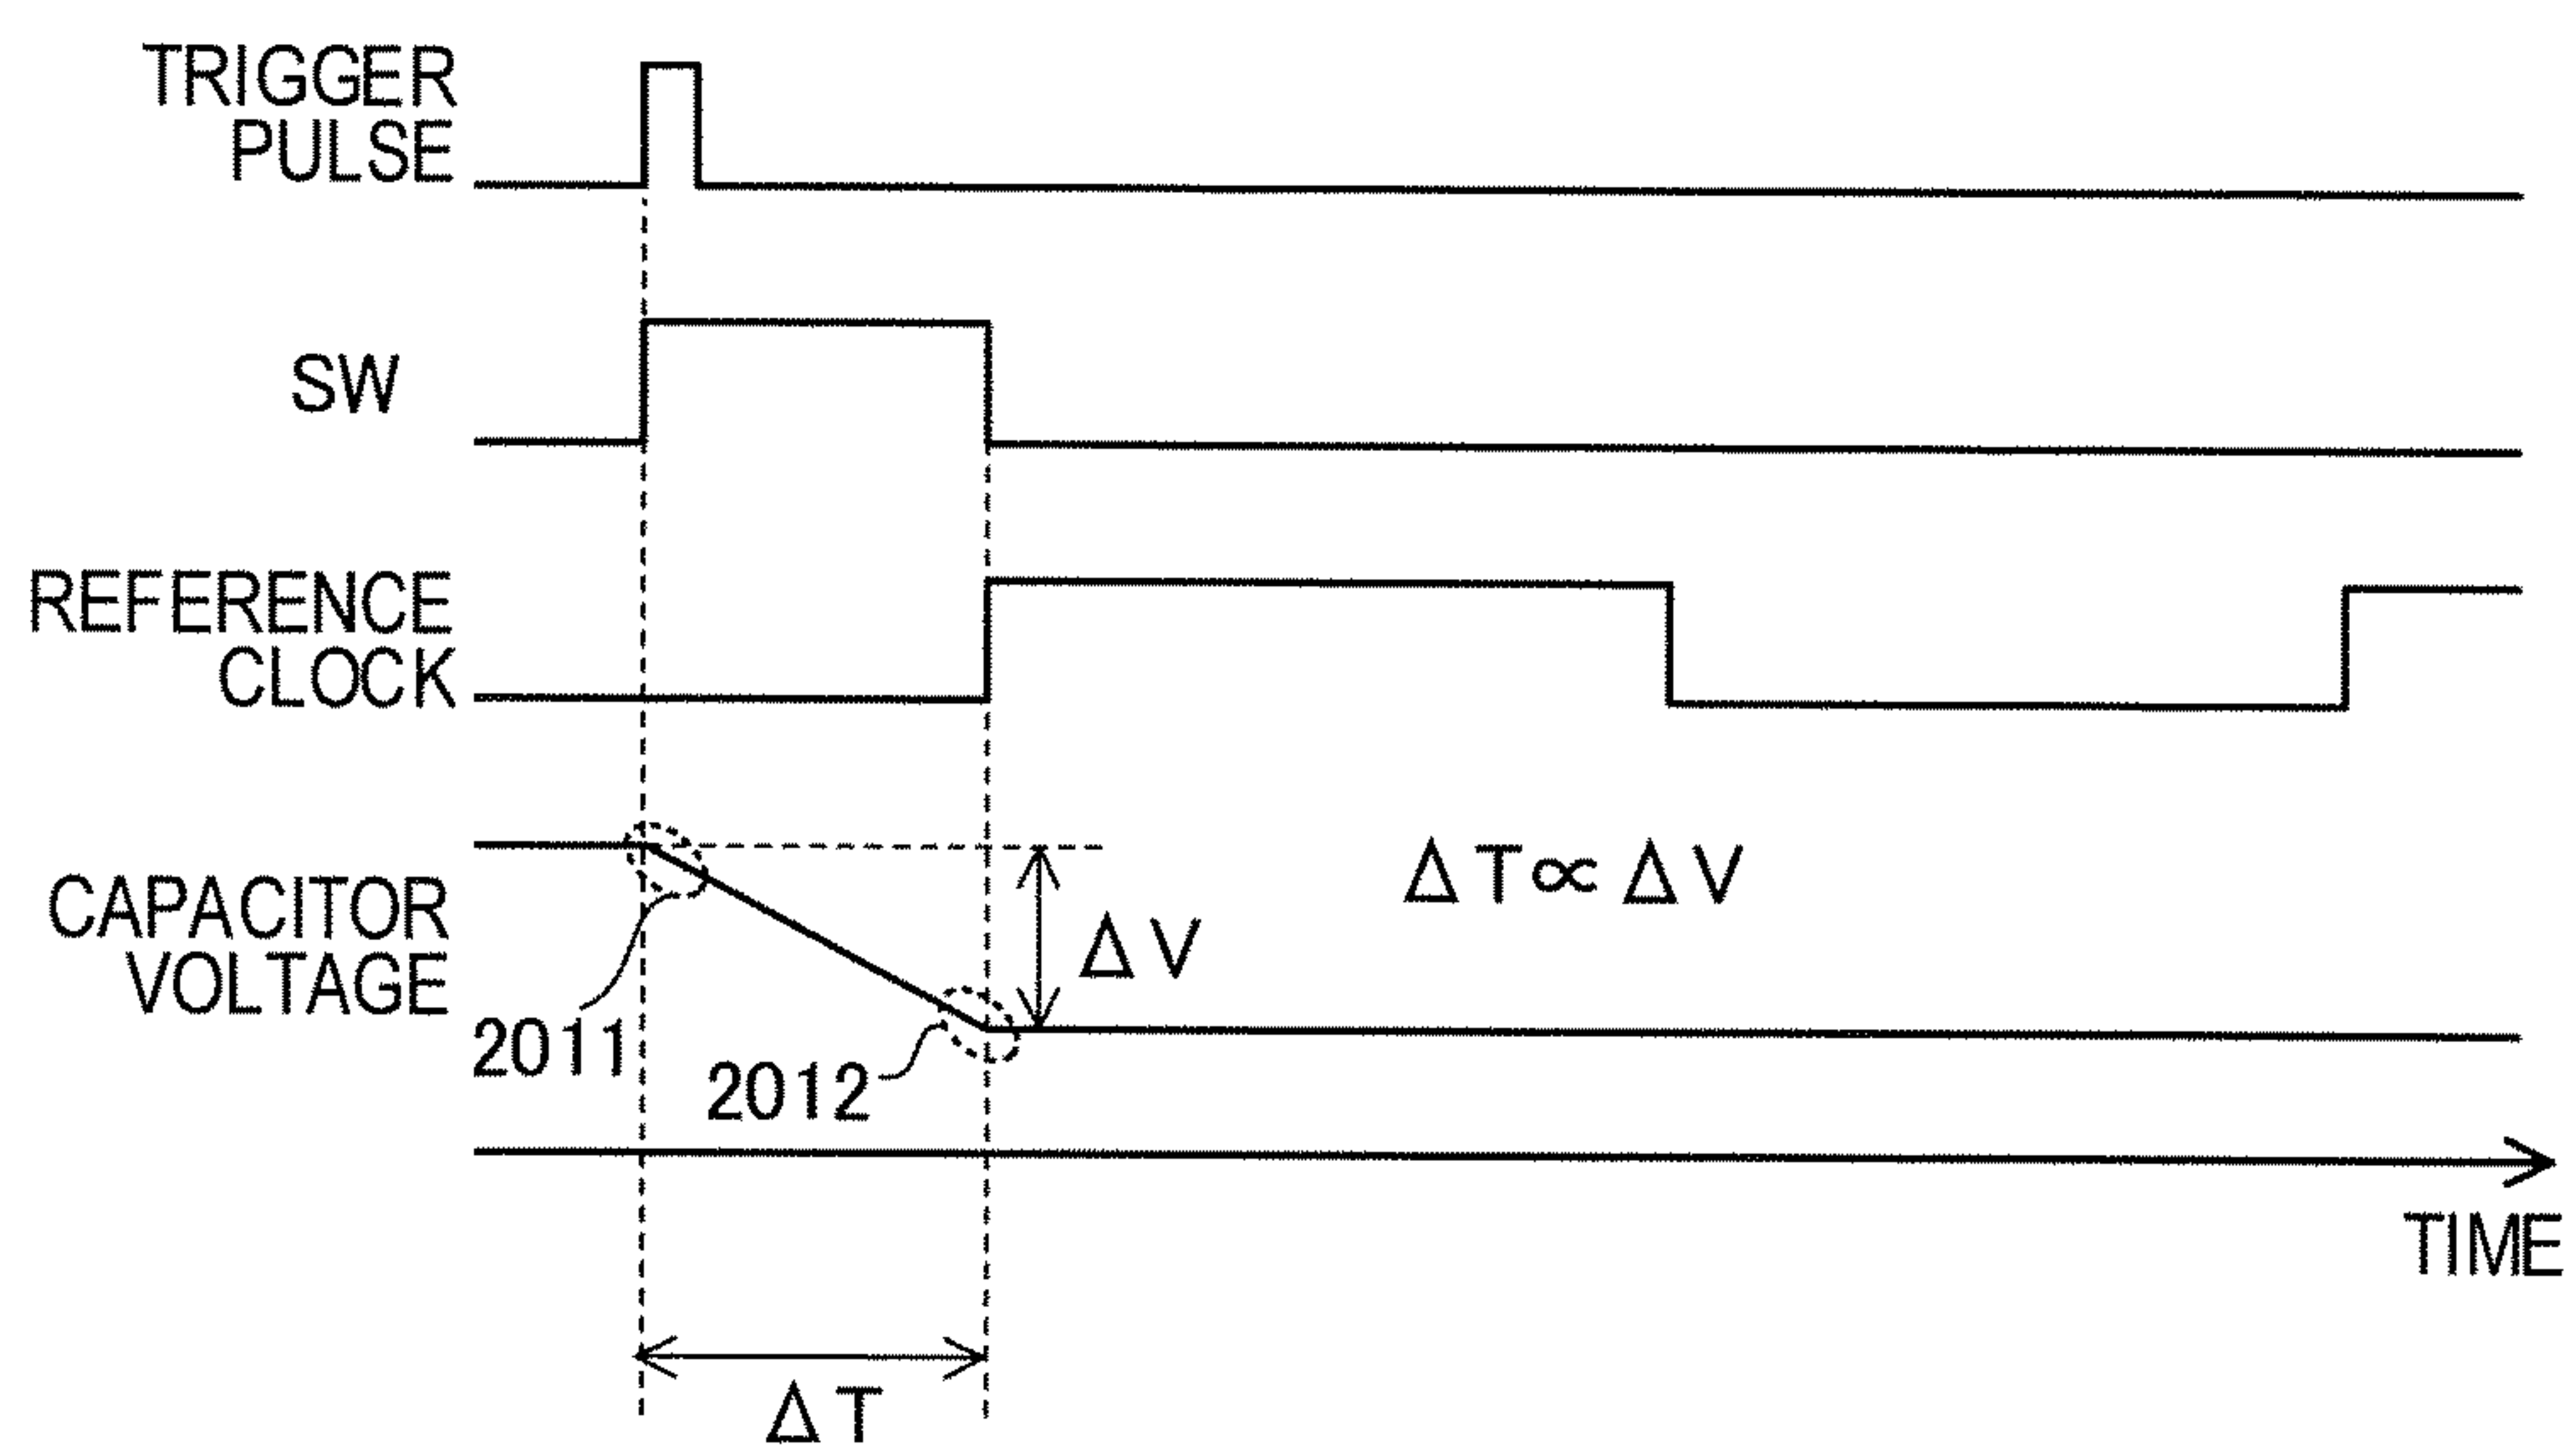 TRIGGER
PULSE
SW
REFERENCE
CLOCK
CAPACITOR
VOLTAGE
2011
2012
ΔV
ΔT∝ΔV
TIME
ΔT